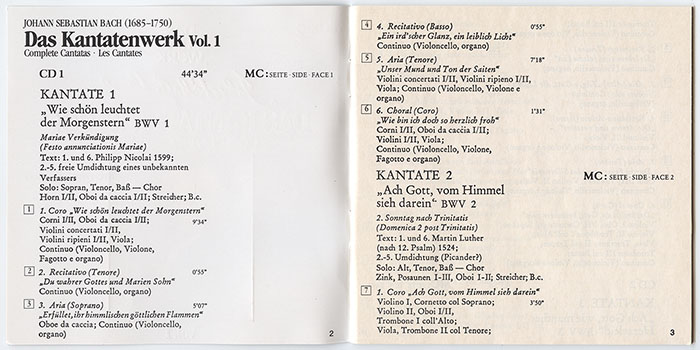 JOHANN SEBASTIAN BACH (1685–1750)
Das Kantatenwerk Vol. 1
Complete Cantatas · Les Cantates
CD 1 44'34" MC: SEITE · SIDE · FACE 1
KANTATE 1
„Wie schön leuchtet
der Morgenstern“ BWV 1
Mariae Verkündigung
(Festo annunciationis Mariae)
Text: 1. und 6. Philipp Nicolai 1599;
2.-5. freie Umdichtung eines unbekannten
Verfassers
Solo: Sopran, Tenor, Baß — Chor
Horn I/II, Oboi da caccia I/II; Streicher; B.c.
1 1. Coro „Wie schön leuchtet der Morgenstern“
Corni I/II, Oboi da caccia I/II; 9'34"
Violini concertati I/II,
Violini ripieni I/II, Viola;
Continuo (Violoncello, Violone,
Fagotto e organo)
2 2. Recitativo (Tenore) 0'55"
„Du wahrer Gottes und Marien Sohn“
Continuo (Violoncello, organo)
3 3. Aria (Soprano) 5'07"
„Erfüllet, ihr himmlischen göttlichen Flammen“
Oboe da caccia; Continuo (Violoncello,
organo)
2
4 4. Recitativo (Basso) 0'55"
„Ein ird'scher Glanz, ein leiblich Licht“
Continuo (Violoncello, organo)
5 5. Aria (Tenore) 7'18"
„Unser Mund und Ton der Saiten“
Violini concertati I/II, Violini ripieno I/II,
Viola; Continuo (Violoncello, Violone e
organo)
6 6. Choral (Coro) 1'31"
„Wie bin ich doch so herzlich froh“
Corni I/II, Oboi da caccia I/II;
Violini I/II, Viola;
Continuo (Violoncello, Violone,
Fagotto e organo)
KANTATE 2 MC: SEITE · SIDE · FACE 2
„Ach Gott, vom Himmel
sieh darein“ BWV 2
2. Sonntag nach Trinitatis
(Domenica 2 post Trinitatis)
Text: 1. und 6. Martin Luther
(nach 12. Psalm) 1524;
2.-5. Umdichtung (Picander?)
Solo: Alt, Tenor, Baß — Chor
Zink, Posaunen I-III, Oboi I-II; Streicher; B.c.
7 1. Coro „Ach Gott, vom Himmel sieh darein“
Violino I, Cornetto col Soprano; 3'50"
Violino II, Oboi I/II,
Trombone I coll'Alto;
Viola, Trombone II col Tenore;
3